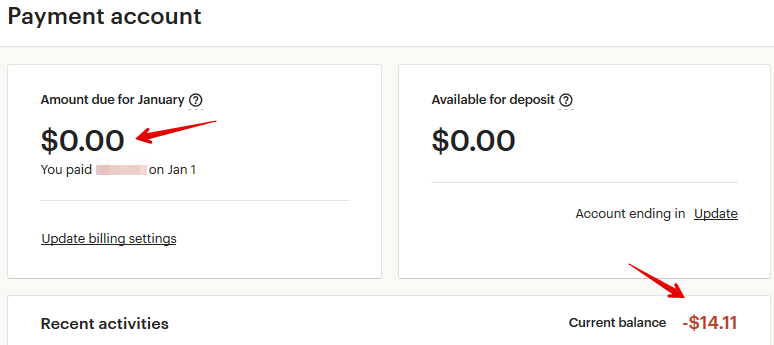 Payment account
Amount due for January ?
$0.00
You paid on Jan 1
Update billing settings
Available for deposit ?
$0.00
Account ending in Update
Recent activities
Current balance -$14.11